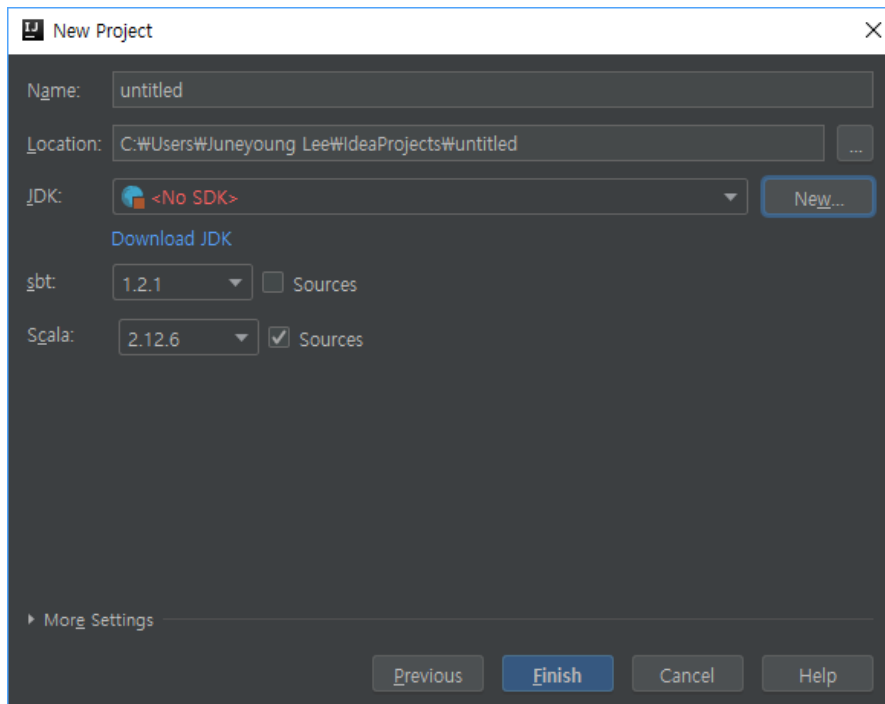 IJ New Project
Name: untitled
Location: C:₩Users₩Juneyoung Lee₩IdeaProjects₩untitled ...
JDK: <No SDK> New...
Download JDK
sbt: 1.2.1 Sources
Scala: 2.12.6 Sources
More Settings
Previous Finish Cancel Help